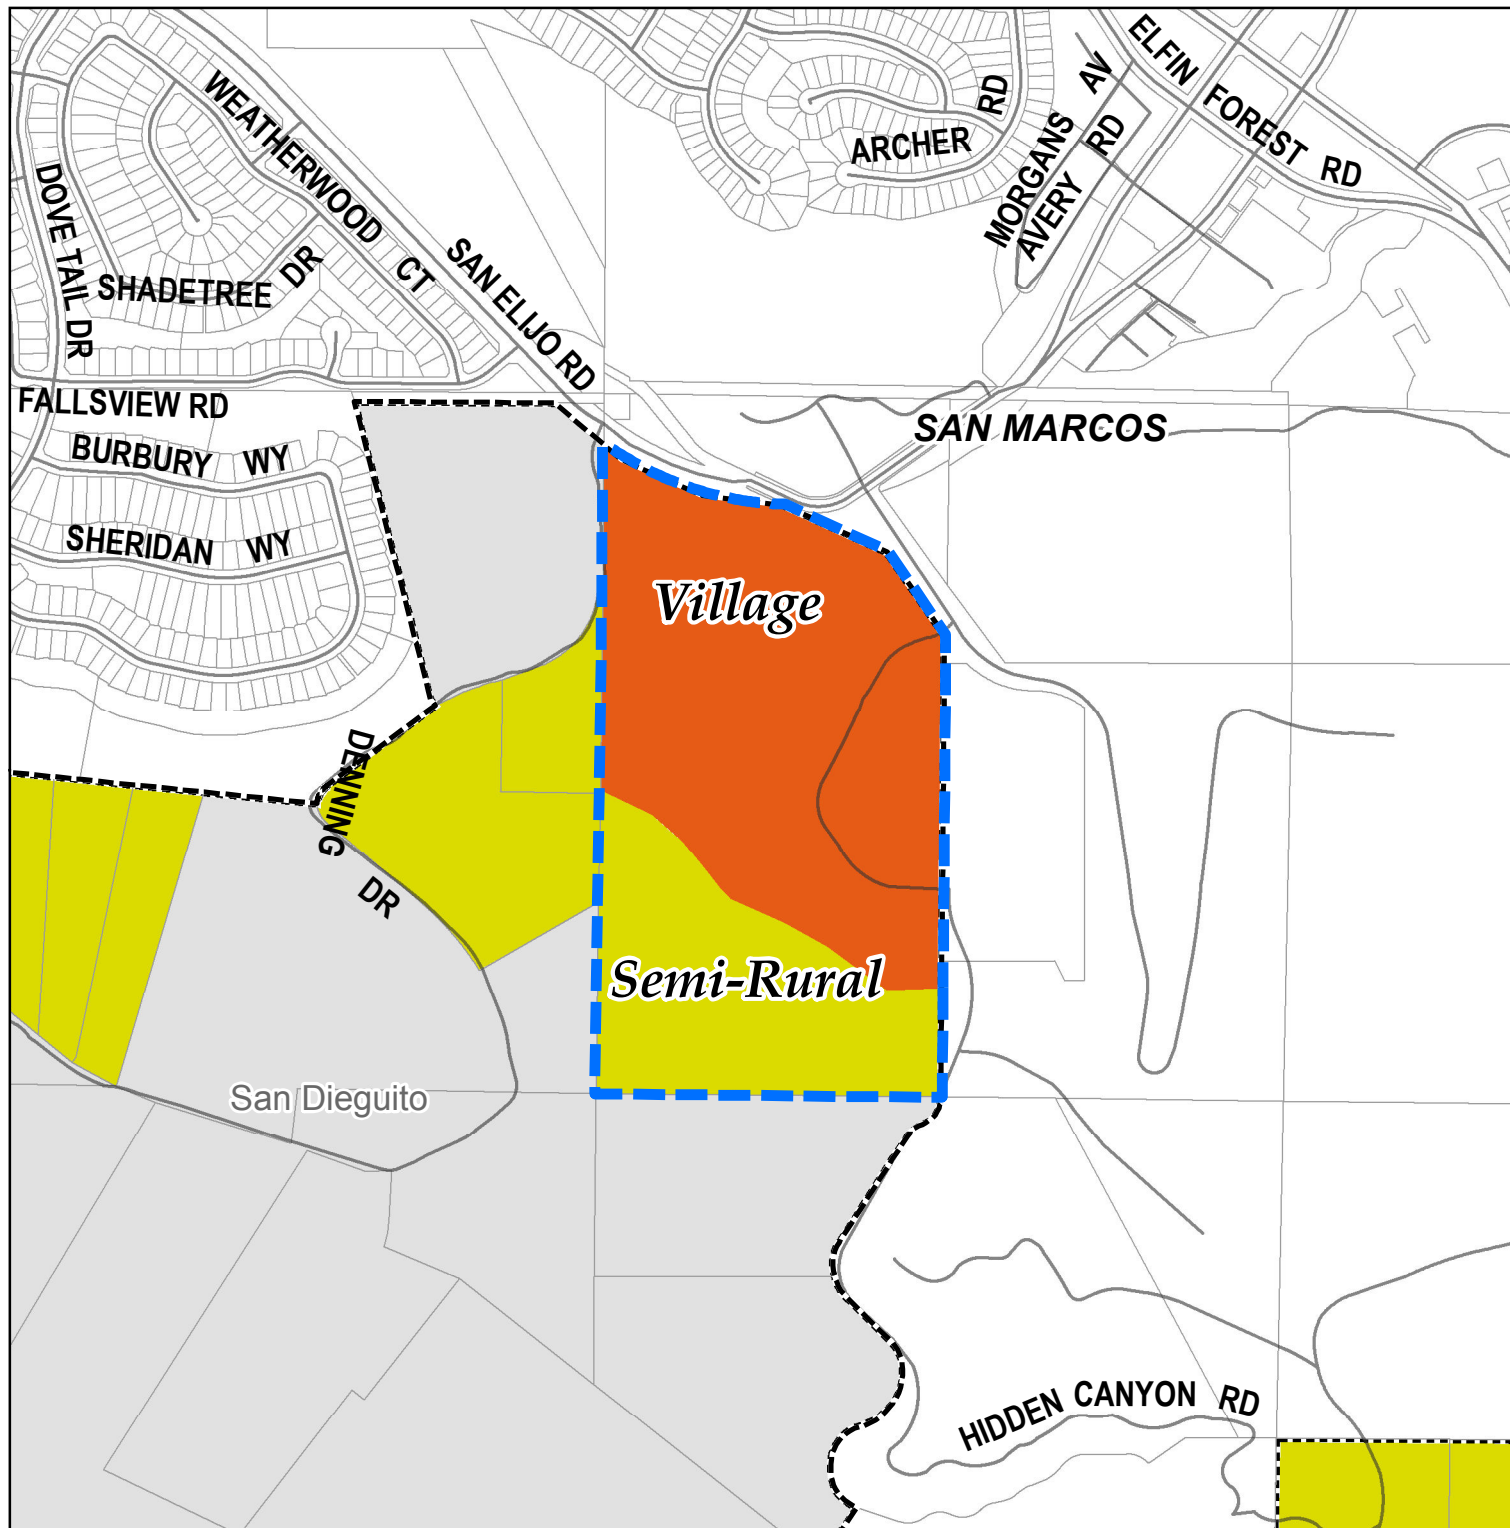 ELFIN FOREST RD
WEATHERWOOD CT
ARCHER RD
MORGANS AV
AVERY RD
DOVE TAIL DR
SHADETREE DR
SAN ELIJO RD
FALLSVIEW RD
SAN MARCOS
BURBURY WY
SHERIDAN WY
Village
DENNING DR
Semi-Rural
San Dieguito
HIDDEN CANYON RD